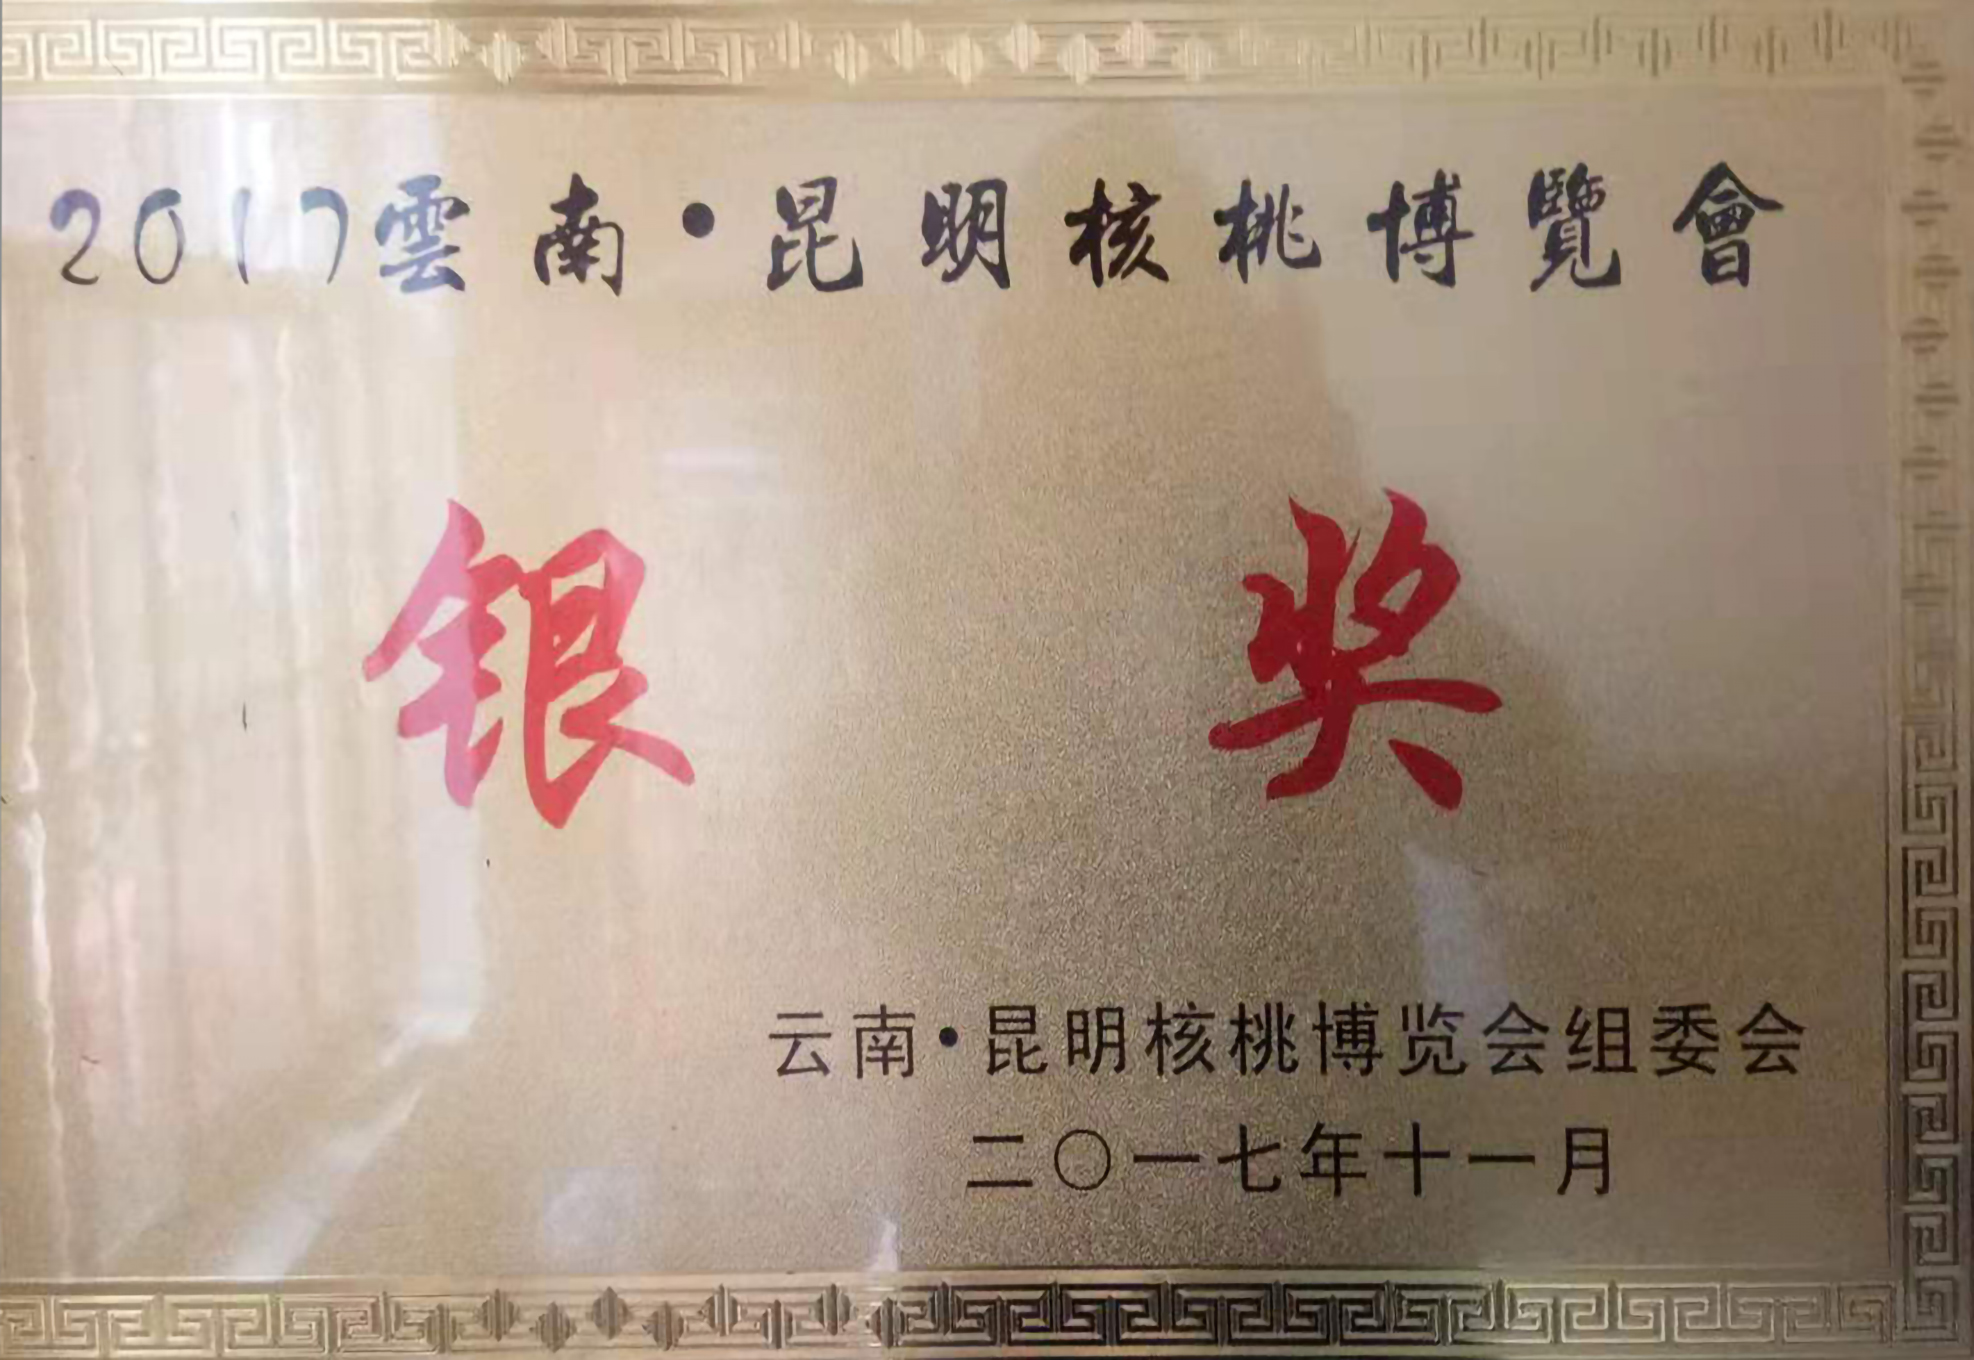 2017雲南·昆明核桃博覽會
银奖
云南·昆明核桃博览会组委会
二〇一七年十一月